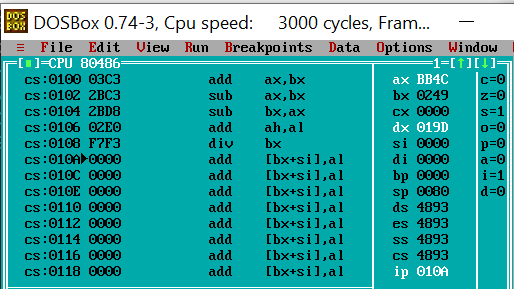 DOSBox 0.74-3, Cpu speed: 3000 cycles, Fram... —
≡ File Edit View Run Breakpoints Data Options Window
[■]=CPU 80486 1=[↑][↓]
cs:0100 03C3 add ax,bx ax BB4C c=0
cs:0102 2BC3 sub ax,bx bx 0249 z=0
cs:0104 2BD8 sub bx,ax cx 0000 s=1
cs:0106 02E0 add ah,al dx 019D o=0
cs:0108 F7F3 div bx si 0000 p=0
cs:010A►0000 add [bx+si],al di 0000 a=0
cs:010C 0000 add [bx+si],al bp 0000 i=1
cs:010E 0000 add [bx+si],al sp 0080 d=0
cs:0110 0000 add [bx+si],al ds 4893
cs:0112 0000 add [bx+si],al es 4893
cs:0114 0000 add [bx+si],al ss 4893
cs:0116 0000 add [bx+si],al cs 4893
cs:0118 0000 add [bx+si],al ip 010A